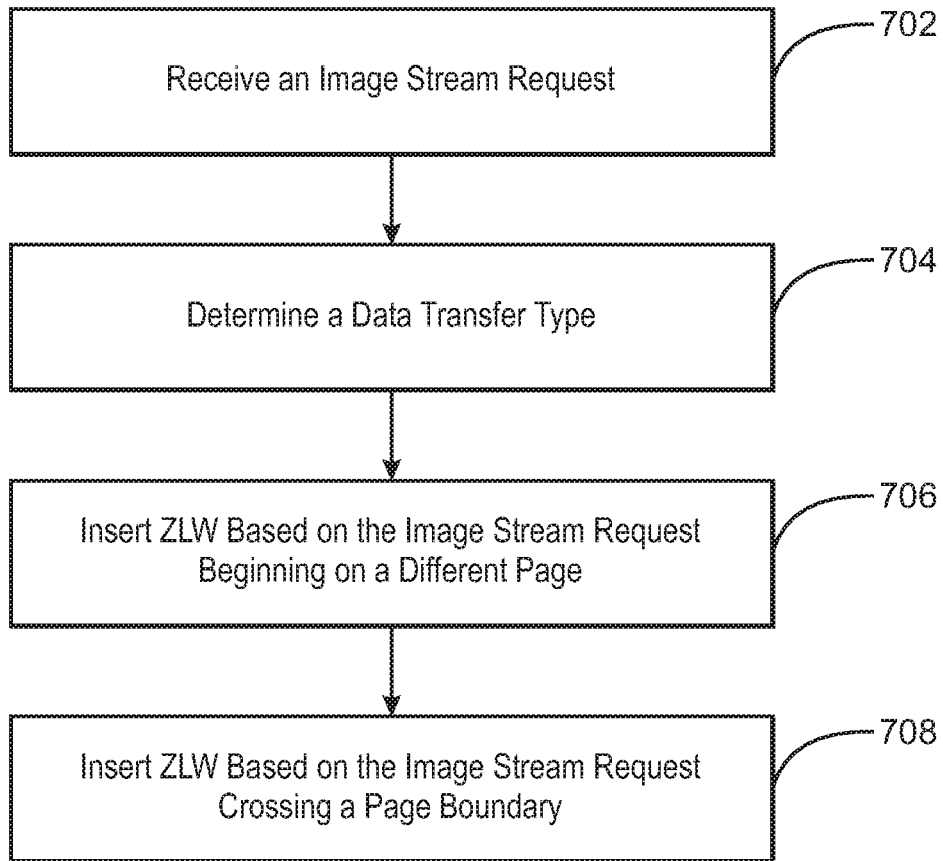 702
Receive an Image Stream Request
704
Determine a Data Transfer Type
706
Insert ZLW Based on the Image Stream Request
Beginning on a Different Page
708
Insert ZLW Based on the Image Stream Request
Crossing a Page Boundary